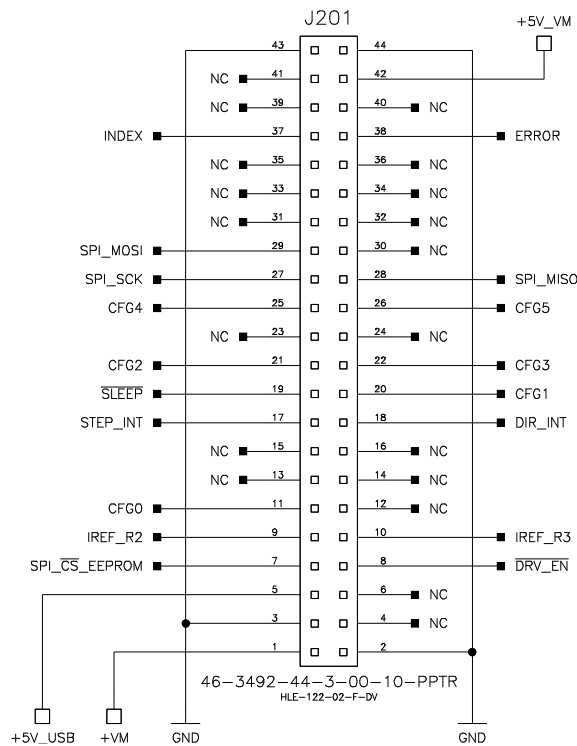 J201
+5V_VM
43 44
NC 41 42
NC 39 40 NC
INDEX 37 38 ERROR
NC 35 36 NC
NC 33 34 NC
NC 31 32 NC
SPI_MOSI 29 30 NC
SPI_SCK 27 28 SPI_MISO
CFG4 25 26 CFG5
NC 23 24 NC
CFG2 21 22 CFG3
SLEEP 19 20 CFG1
STEP_INT 17 18 DIR_INT
NC 15 16 NC
NC 13 14 NC
CFG0 11 12 NC
IREF_R2 9 10 IREF_R3
SPI_CS_EEPROM 7 8 DRV_EN
5 6 NC
3 4 NC
1 2
46-3492-44-3-00-10-PPTR
HLE-122-02-F-DV
+5V_USB +VM GND GND